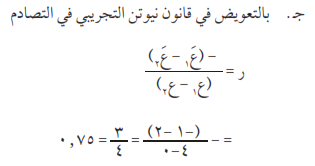 جـ. بالتعويض في قانون نيوتن التجريبي في التصادم
ر = – (عَ١ – عَ٢) / (ع١ – ع٢)
= – (–١ –٢) / (٤–٠) = ٣ / ٤ = ٠,٧٥